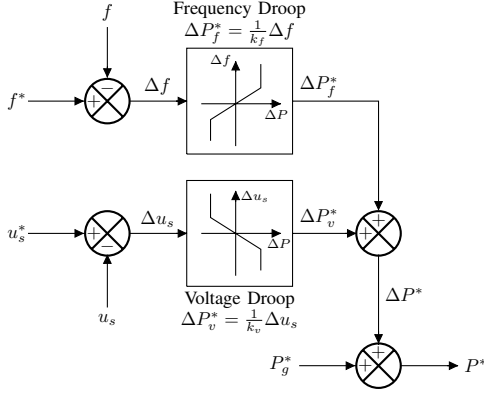 Frequency Droop
f
ΔP*_f = 1/k_f Δf
Δf
f*
+
−
Δf
ΔP
ΔP*_f
u*_s
+
−
Δu_s
Δu_s
ΔP
ΔP*_v
+
+
u_s
Voltage Droop
ΔP*_v = 1/k_v Δu_s
ΔP*
P*_g
+
+
P*